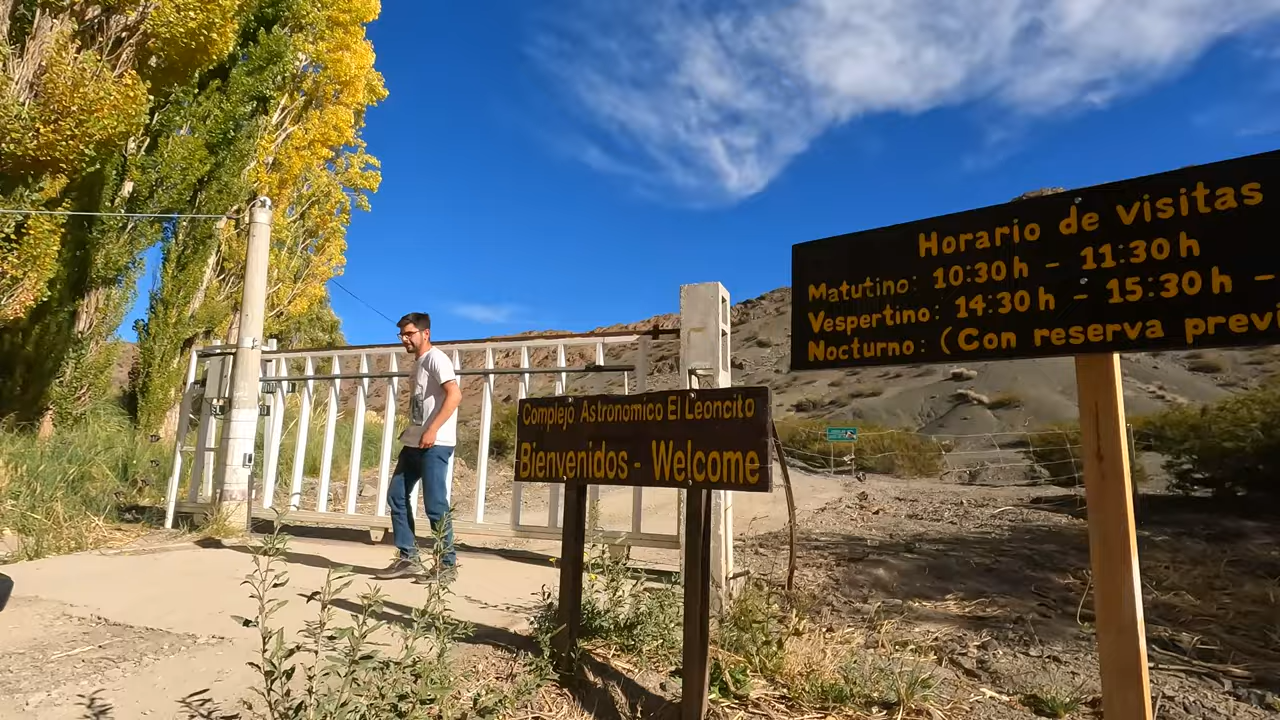 Complejo Astronomico El Leoncito
Bienvenidos - Welcome
Horario de visitas
Matutino: 10:30 h - 11:30 h
Vespertino: 14:30 h - 15:30 h -
Nocturno: (Con reserva previ